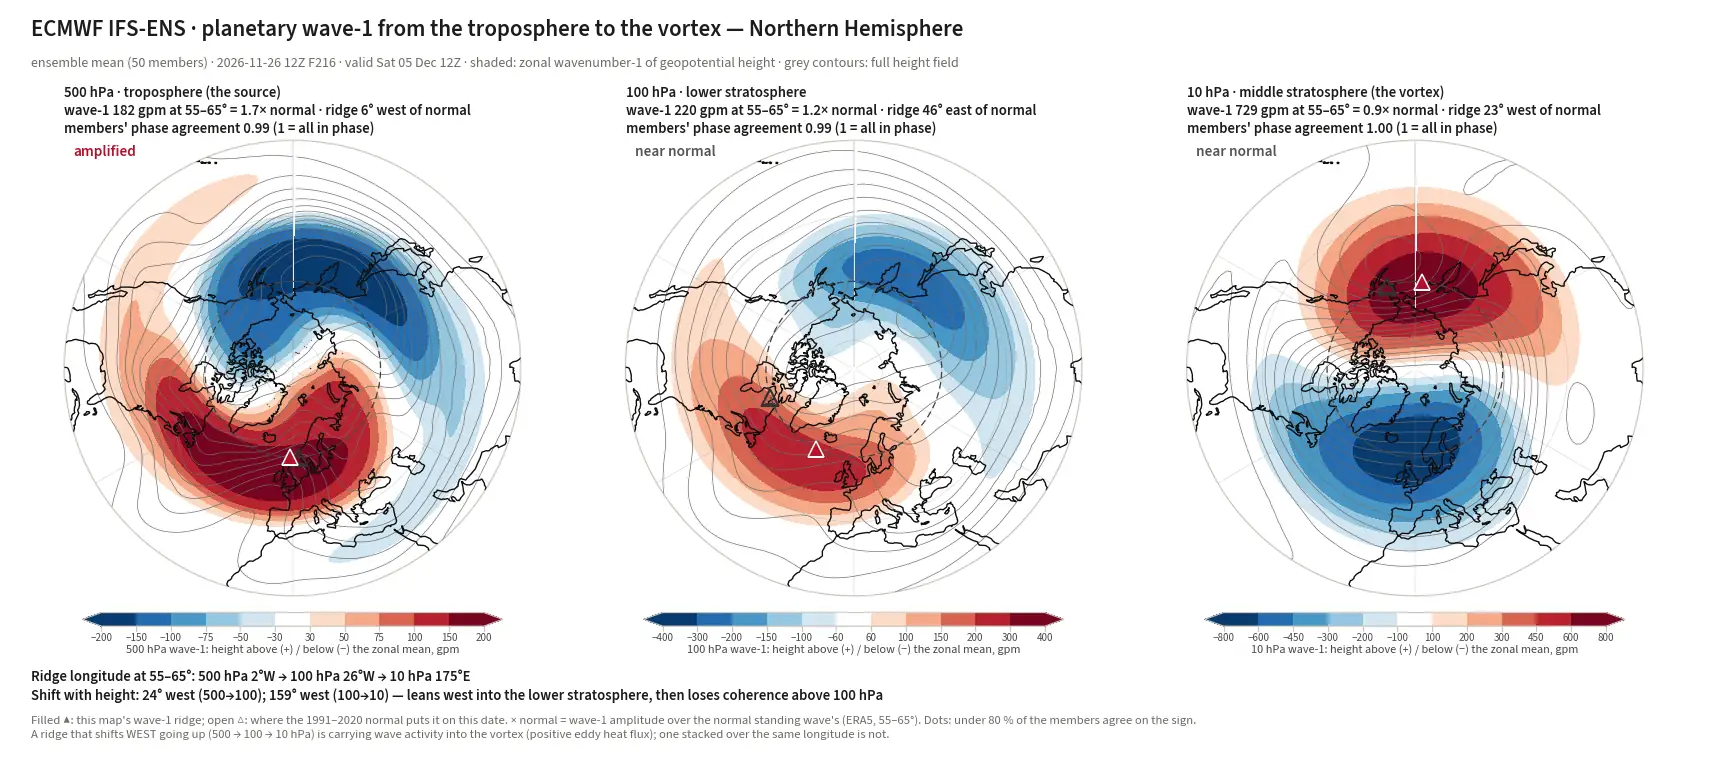 ECMWF IFS-ENS · planetary wave-1 from the troposphere to the vortex — Northern Hemisphere
ensemble mean (50 members) · 2026-11-26 12Z F216 · valid Sat 05 Dec 12Z · shaded: zonal wavenumber-1 of geopotential height · grey contours: full height field
500 hPa · troposphere (the source)
wave-1 182 gpm at 55–65° = 1.7× normal · ridge 6° west of normal
members' phase agreement 0.99 (1 = all in phase)
amplified
100 hPa · lower stratosphere
wave-1 220 gpm at 55–65° = 1.2× normal · ridge 46° east of normal
members' phase agreement 0.99 (1 = all in phase)
near normal
10 hPa · middle stratosphere (the vortex)
wave-1 729 gpm at 55–65° = 0.9× normal · ridge 23° west of normal
members' phase agreement 1.00 (1 = all in phase)
near normal
−200 −150 −100 −75 −50 −30 30 50 75 100 150 200
500 hPa wave-1: height above (+) / below (−) the zonal mean, gpm
−400 −300 −200 −150 −100 −60 60 100 150 200 300 400
100 hPa wave-1: height above (+) / below (−) the zonal mean, gpm
−800 −600 −450 −300 −200 −100 100 200 300 450 600 800
10 hPa wave-1: height above (+) / below (−) the zonal mean, gpm
Ridge longitude at 55–65°: 500 hPa 2°W → 100 hPa 26°W → 10 hPa 175°E
Shift with height: 24° west (500→100); 159° west (100→10) — leans west into the lower stratosphere, then loses coherence above 100 hPa
Filled ▲: this map's wave-1 ridge; open △: where the 1991–2020 normal puts it on this date. × normal = wave-1 amplitude over the normal standing wave's (ERA5, 55–65°). Dots: under 80 % of the members agree on the sign.
A ridge that shifts WEST going up (500 → 100 → 10 hPa) is carrying wave activity into the vortex (positive eddy heat flux); one stacked over the same longitude is not.